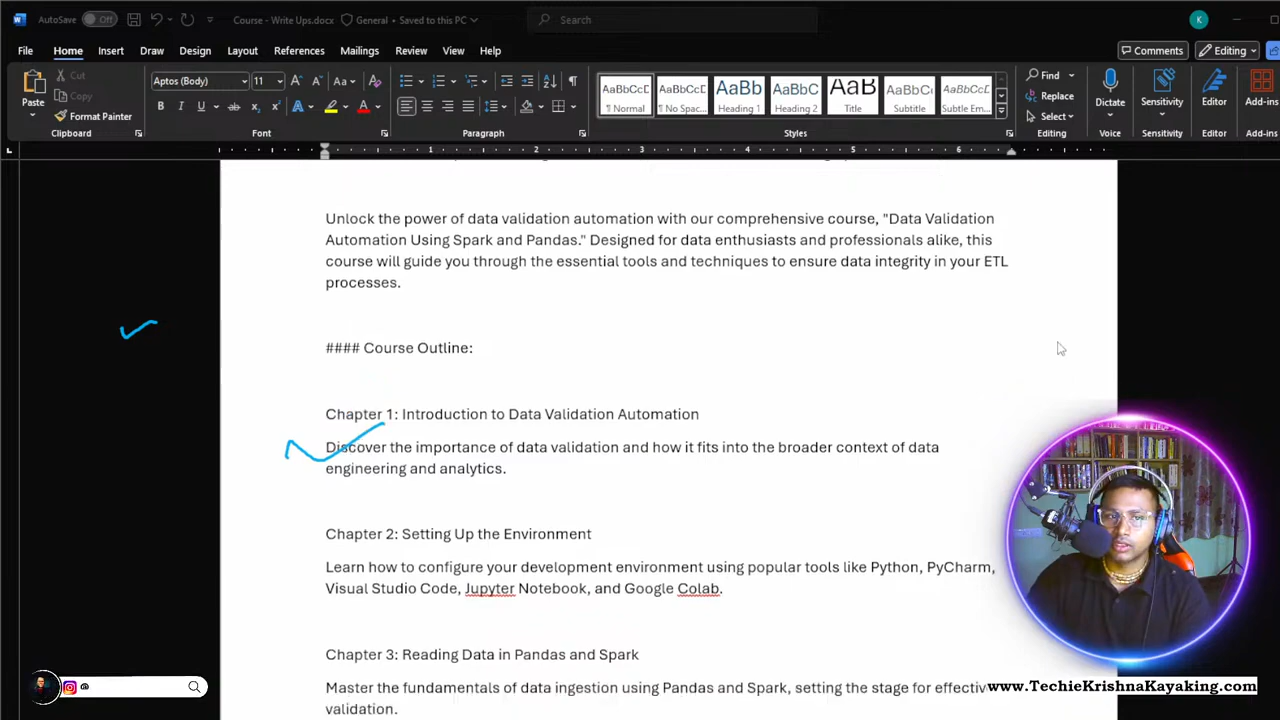 AutoSave Off Course - Write Ups.docx General • Saved to this PC Search K
File Home Insert Draw Design Layout References Mailings Review View Help Comments Editing
Paste Cut Copy Format Painter
Aptos (Body) 11
AaBbCcD AaBbCcD AaBb AaBbC AaB AaBbCc AaBbCcD
¶ Normal ¶ No Spac... Heading 1 Heading 2 Title Subtitle Subtle Em...
Find Replace Select Dictate Sensitivity Editor Add-ins
Clipboard Font Paragraph Styles Editing Voice Sensitivity Editor Add-ins
1 2 3 4 5 6
Unlock the power of data validation automation with our comprehensive course, "Data Validation
Automation Using Spark and Pandas." Designed for data enthusiasts and professionals alike, this
course will guide you through the essential tools and techniques to ensure data integrity in your ETL
processes.
#### Course Outline:
Chapter 1: Introduction to Data Validation Automation
Discover the importance of data validation and how it fits into the broader context of data
engineering and analytics.
Chapter 2: Setting Up the Environment
Learn how to configure your development environment using popular tools like Python, PyCharm,
Visual Studio Code, Jupyter Notebook, and Google Colab.
Chapter 3: Reading Data in Pandas and Spark
Master the fundamentals of data ingestion using Pandas and Spark, setting the stage for effectiv
validation.
@
www.TechieKrishnaKayaking.com